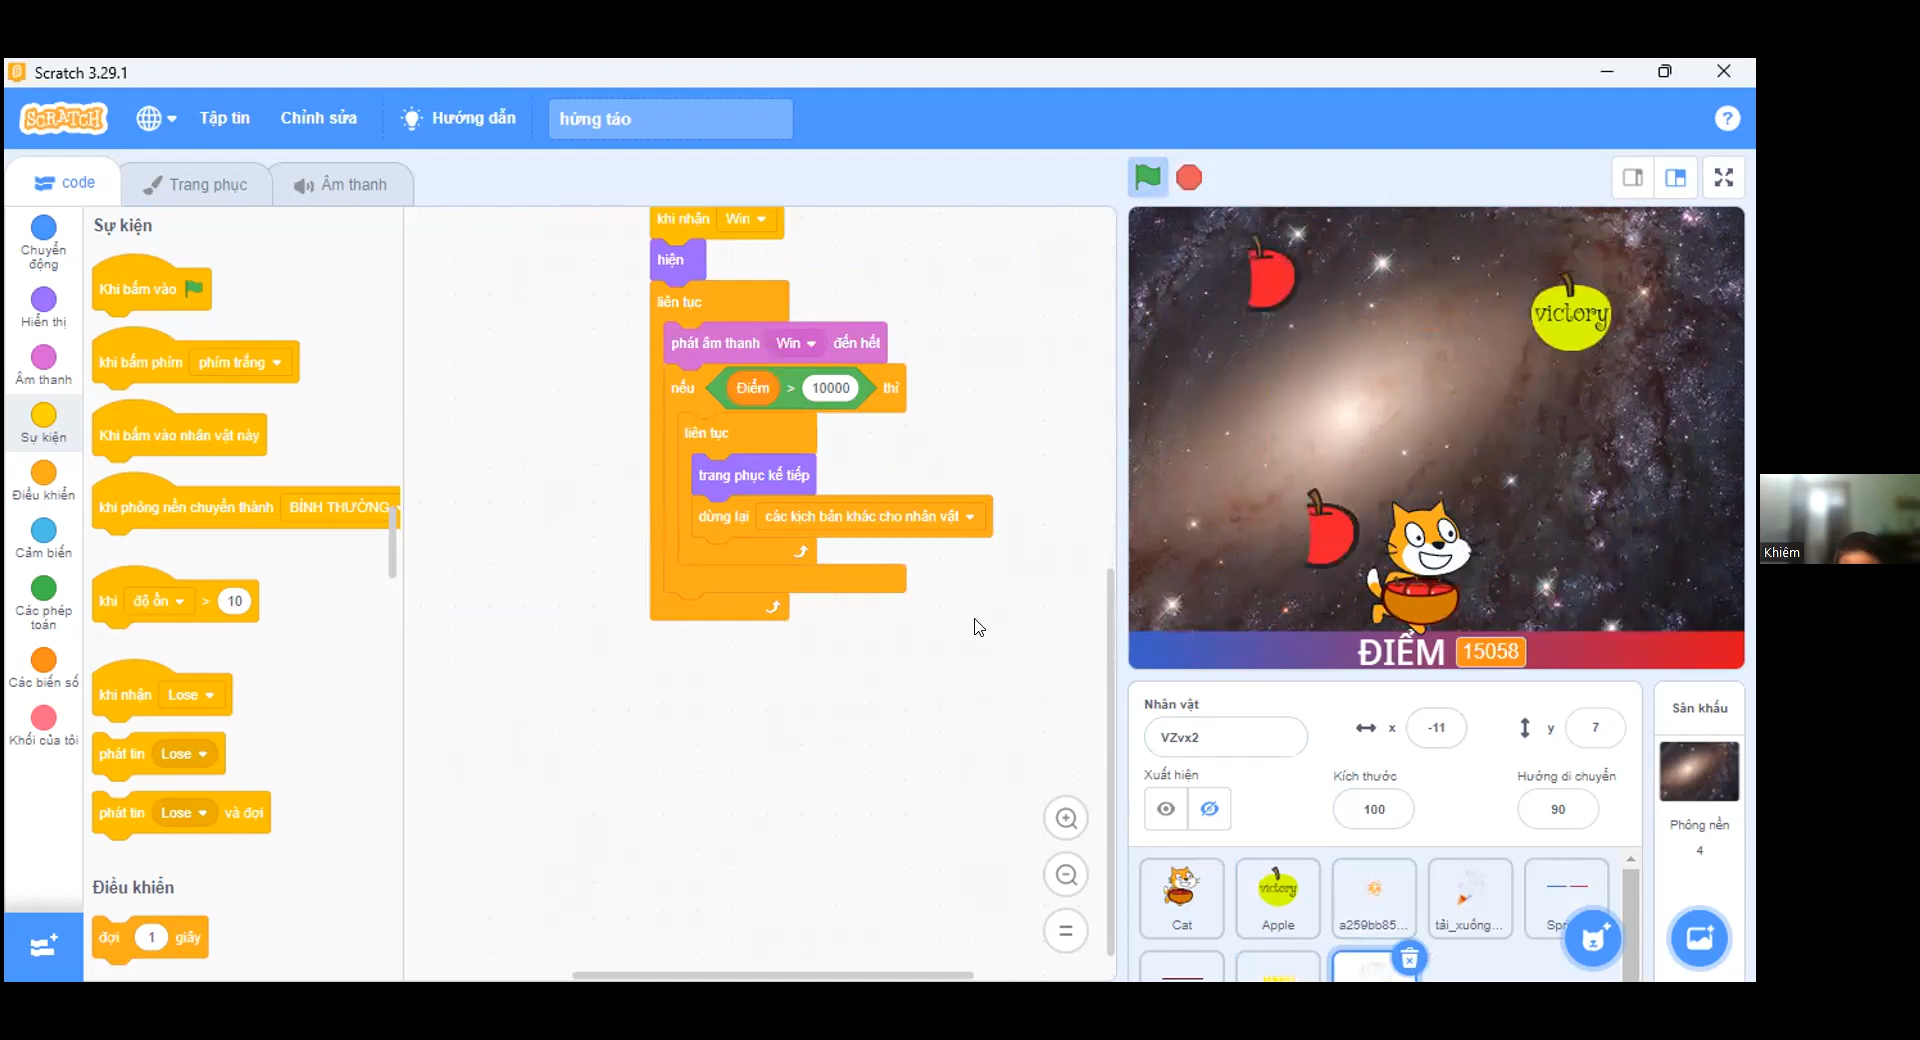 Scratch 3.29.1
SCRATCH
Tập tin
Chỉnh sửa
Hướng dẫn
hứng táo
?
code
Trang phục
Âm thanh
Chuyển động
Hiển thị
Âm thanh
Sự kiện
Điều khiển
Cảm biến
Các phép toán
Các biến số
Khối của tôi
Sự kiện
Khi bấm vào
khi bấm phím phím trắng
Khi bấm vào nhân vật này
khi phông nền chuyển thành BÌNH THƯỜNG
khi độ ồn > 10
khi nhận Lose
phát tin Lose
phát tin Lose và đợi
Điều khiển
đợi 1 giây
khi nhận Win
hiện
liên tục
phát âm thanh Win đến hết
nếu Điểm > 10000 thì
liên tục
trang phục kế tiếp
dừng lại các kịch bản khác cho nhân vật
victory
ĐIỂM 15058
Nhân vật
VZvx2
x -11
y 7
Xuất hiện
Kích thước
100
Hướng di chuyển
90
Sân khấu
Phông nền
4
victory
Cat
Apple
a259bb85...
tải_xuống...
Spri
Khiêm